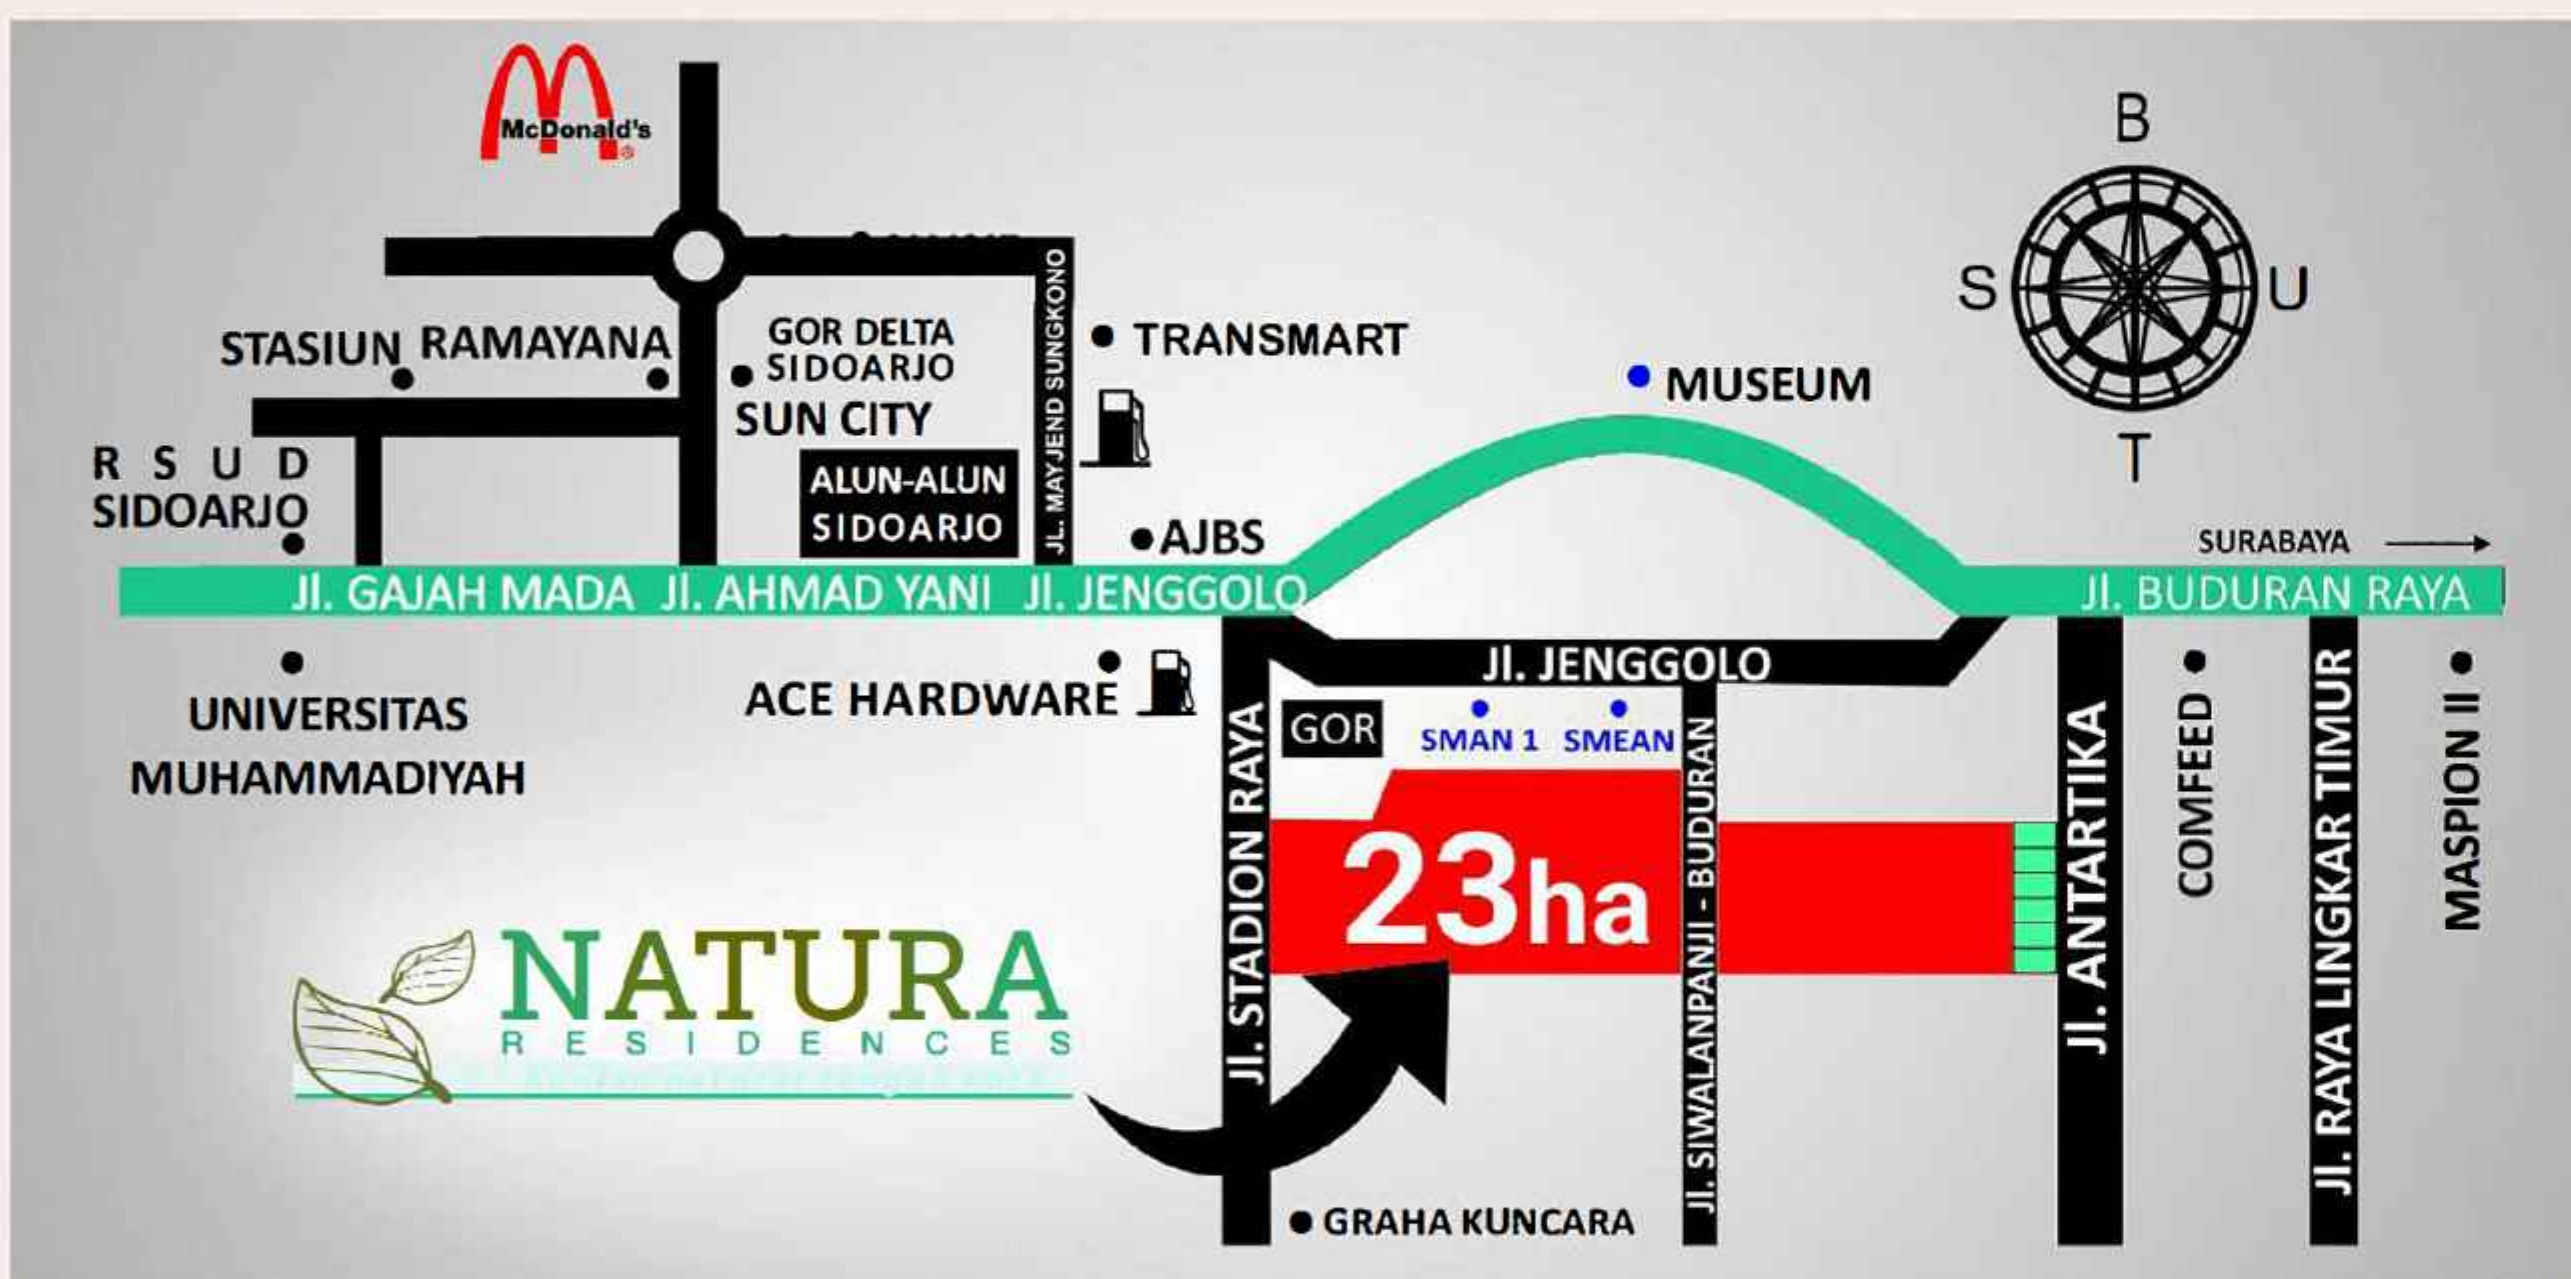 McDonald's
®
B
S
U
T
STASIUN
RAMAYANA
GOR DELTA
SIDOARJO
SUN CITY
JL. MAYJEND SUNGKONO
TRANSMART
MUSEUM
R S U D
SIDOARJO
ALUN-ALUN
SIDOARJO
AJBS
SURABAYA
Jl. GAJAH MADA
Jl. AHMAD YANI
Jl. JENGGOLO
Jl. BUDURAN RAYA
UNIVERSITAS
MUHAMMADIYAH
ACE HARDWARE
Jl. JENGGOLO
GOR
SMAN 1
SMEAN
Jl. STADION RAYA
23ha
Jl. SIWALANPANJI - BUDURAN
Jl. ANTARTIKA
COMFEED
Jl. RAYA LINGKAR TIMUR
MASPION II
NATURA
RESIDENCES
GRAHA KUNCARA